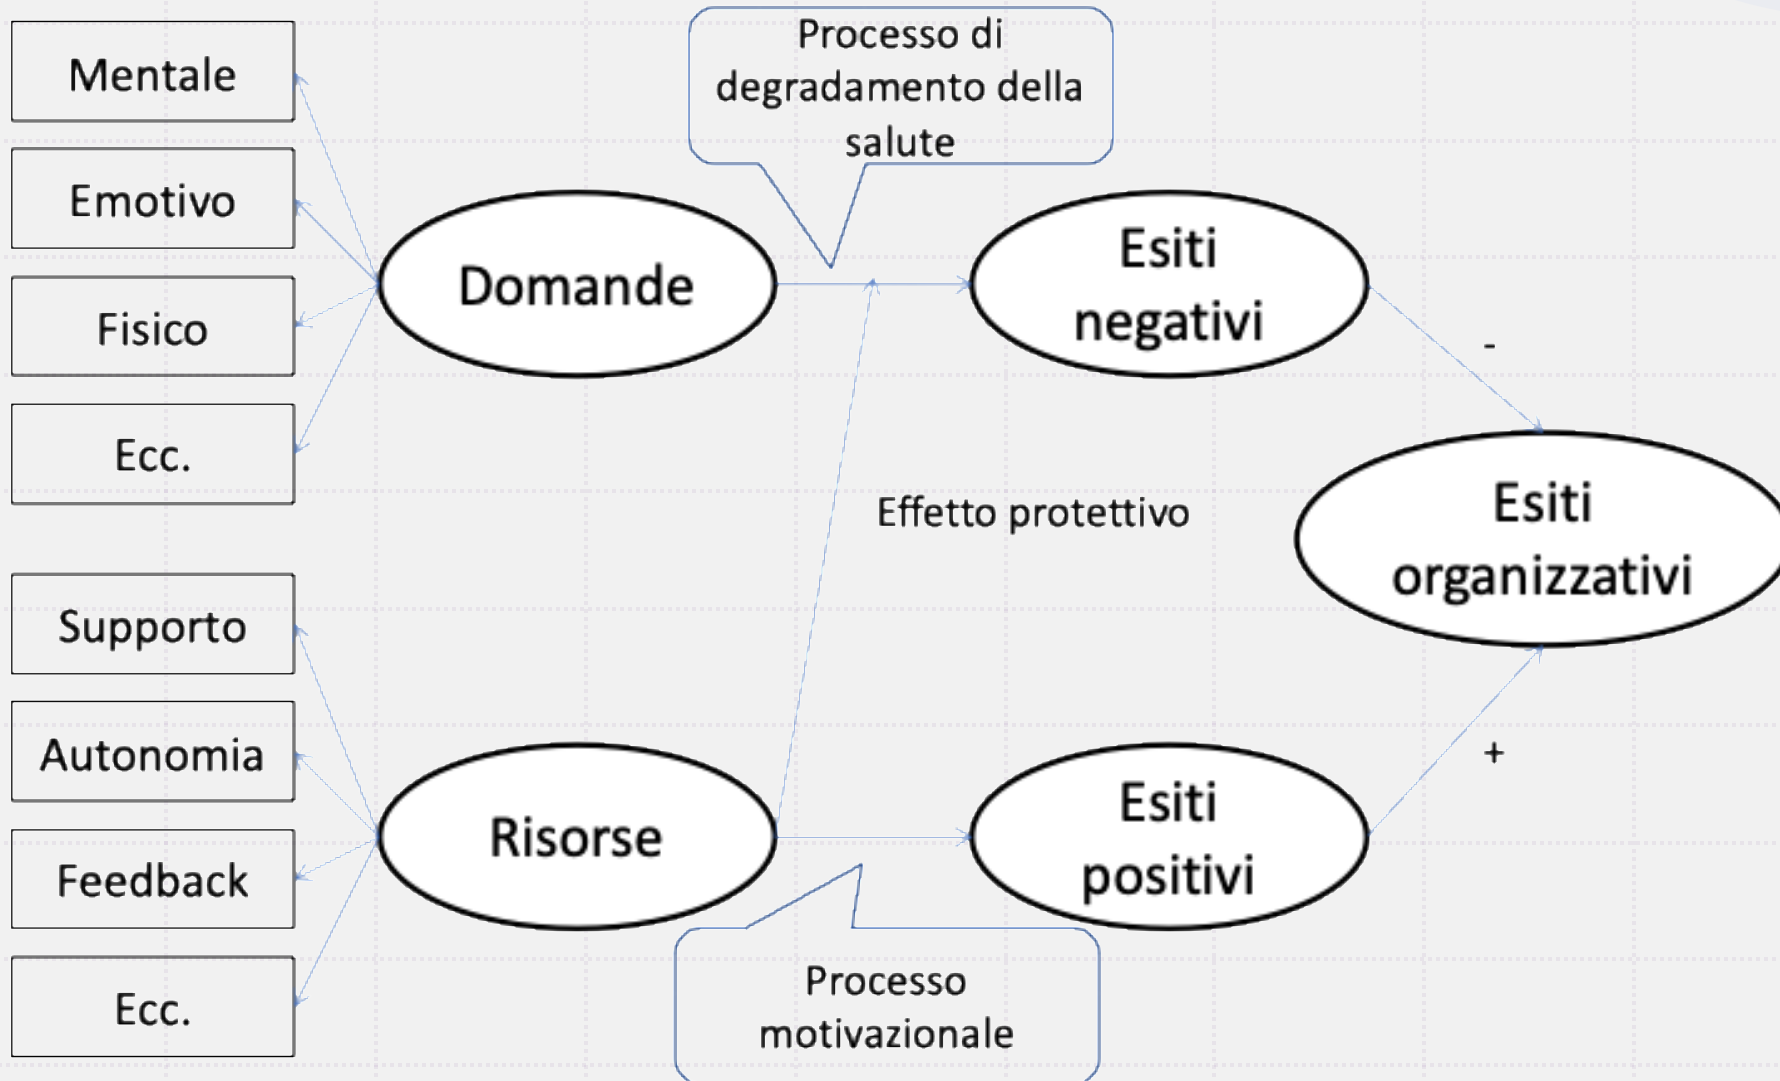 Mentale
Emotivo
Fisico
Ecc.
Supporto
Autonomia
Feedback
Ecc.
Domande
Risorse
Processo di
degradamento della
salute
Effetto protettivo
Processo
motivazionale
Esiti
negativi
Esiti
positivi
-
+
Esiti
organizzativi